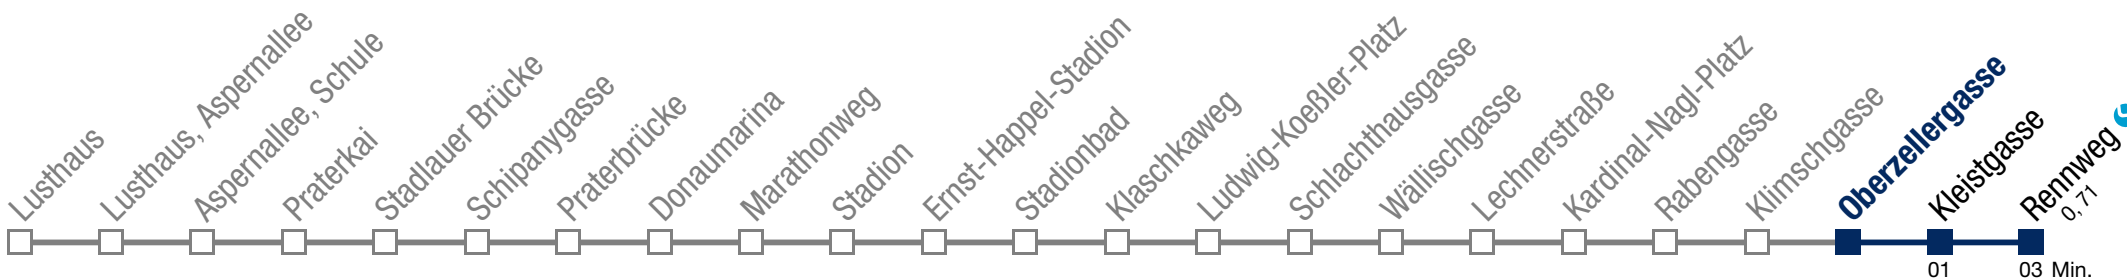 Lusthaus
Lusthaus, Aspernallee
Aspernallee, Schule
Praterkai
Stadlauer Brücke
Schipanygasse
Praterbrücke
Donaumarina
Marathonweg
Stadion
Ernst-Happel-Stadion
Stadionbad
Klaschkaweg
Ludwig-Koeßler-Platz
Schlachthausgasse
Wällischgasse
Lechnerstraße
Kardinal-Nagl-Platz
Rabengasse
Klimschgasse
Oberzellergasse
Kleistgasse
Rennweg
0, 71
01
03 Min.